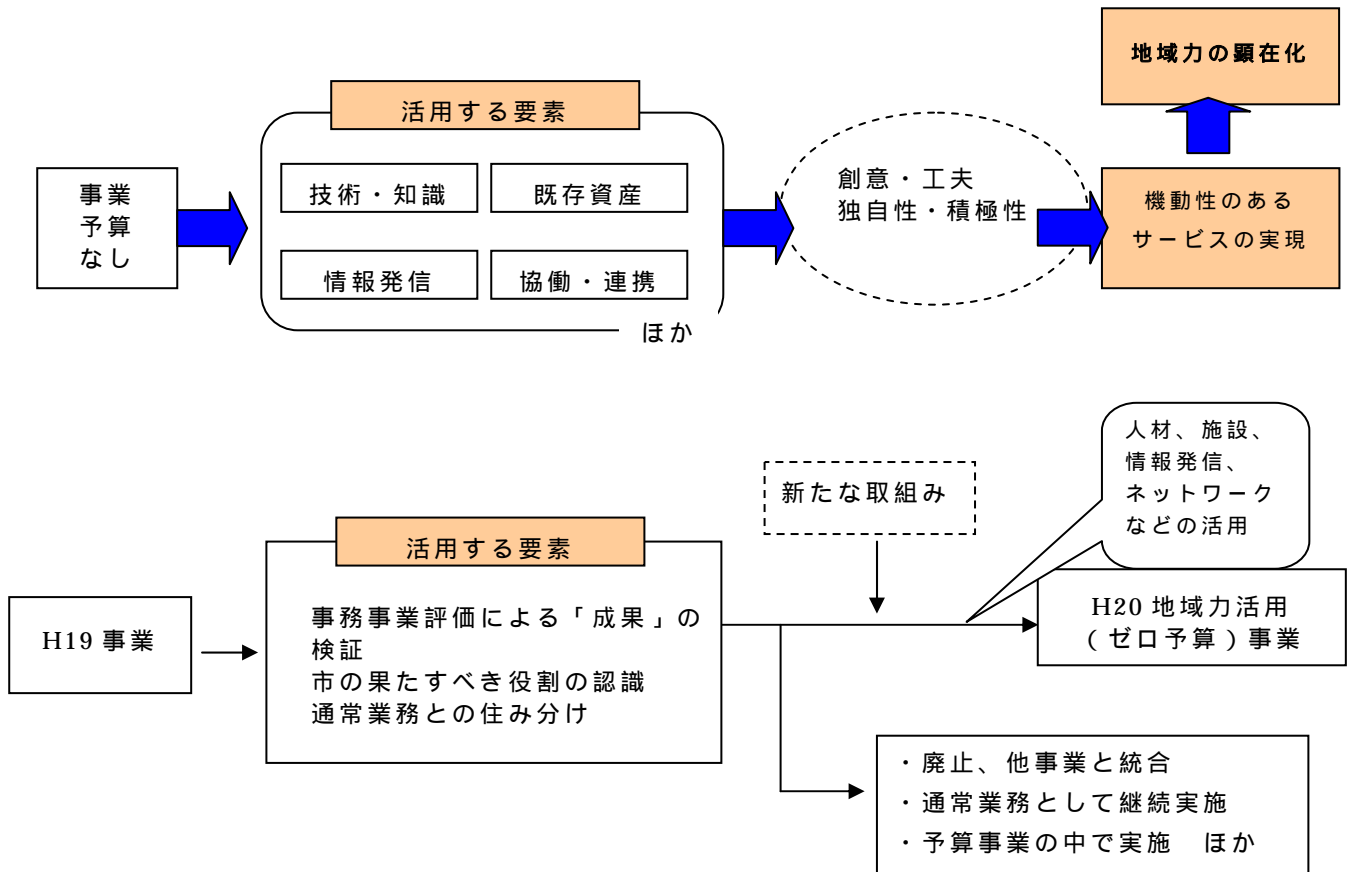 地域力の顕在化
活用する要素
事業
予算
なし
技術・知識
既存資産
情報発信
協働・連携
ほか
創意・工夫
独自性・積極性
機動性のある
サービスの実現
人材、施設、
情報発信、
ネットワーク
などの活用
新たな取組み
活用する要素
H19 事業
事務事業評価による「成果」の
検証
市の果たすべき役割の認識
通常業務との住み分け
H20 地域力活用
(ゼロ予算)事業
・廃止、他事業と統合
・通常業務として継続実施
・予算事業の中で実施　ほか